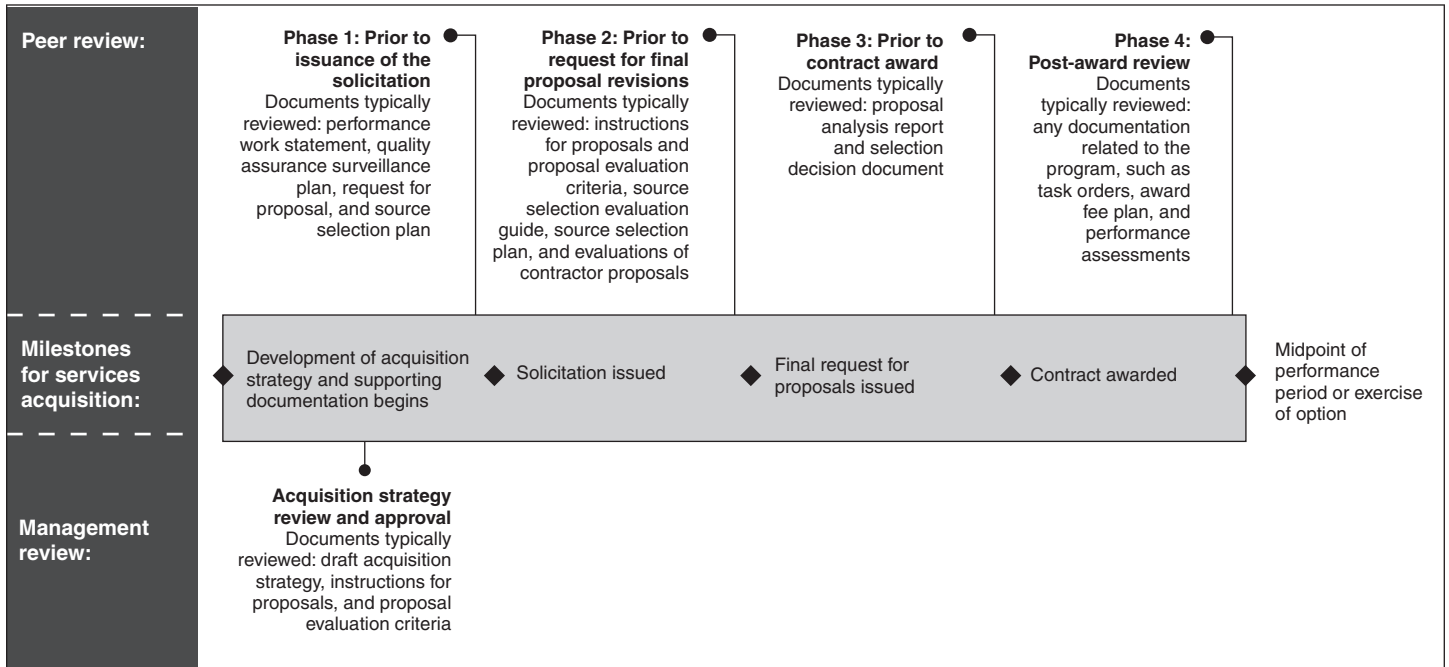 Peer review:
Phase 1: Prior to
issuance of the
solicitation
Documents typically
reviewed: performance
work statement, quality
assurance surveillance
plan, request for
proposal, and source
selection plan
Phase 2: Prior to
request for final
proposal revisions
Documents typically
reviewed: instructions
for proposals and
proposal evaluation
criteria, source
selection evaluation
guide, source selection
plan, and evaluations of
contractor proposals
Phase 3: Prior to
contract award
Documents typically
reviewed: proposal
analysis report
and selection
decision document
Phase 4:
Post-award review
Documents
typically reviewed:
any documentation
related to the
program, such as
task orders, award
fee plan, and
performance
assessments
Milestones
for services
acquisition:
Development of acquisition
strategy and supporting
documentation begins
Solicitation issued
Final request for
proposals issued
Contract awarded
Midpoint of
performance
period or exercise
of option
Management
review:
Acquisition strategy
review and approval
Documents typically
reviewed: draft acquisition
strategy, instructions for
proposals, and proposal
evaluation criteria